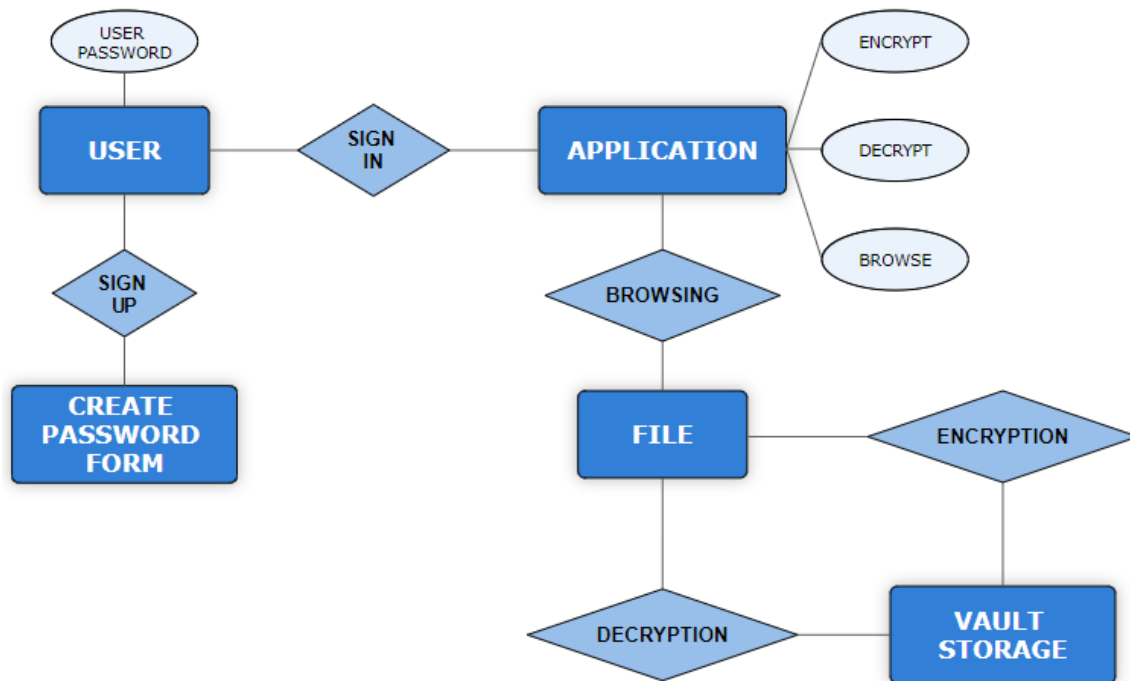 USER
PASSWORD
ENCRYPT
USER
SIGN
IN
APPLICATION
DECRYPT
BROWSE
SIGN
UP
BROWSING
CREATE
PASSWORD
FORM
FILE
ENCRYPTION
DECRYPTION
VAULT
STORAGE